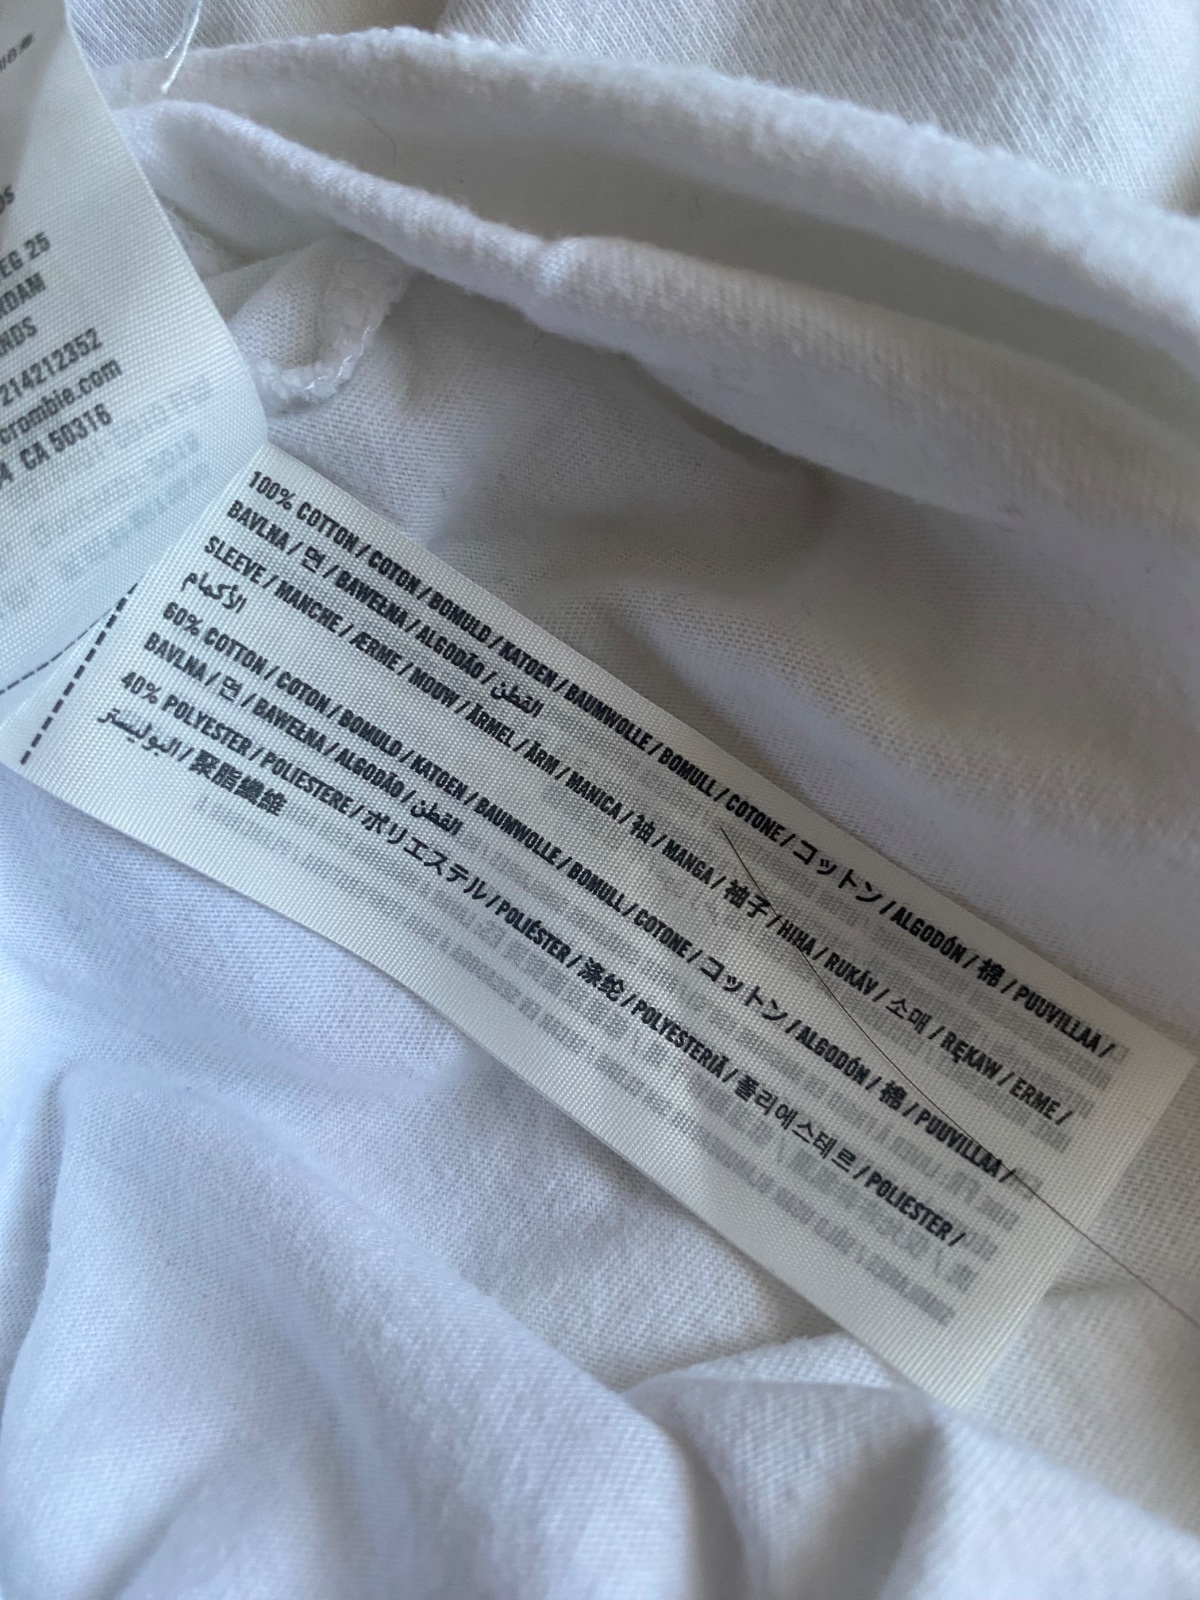 EG 25
RDAM
NDS
214212352
crombie.com
4 CA 50316
100% COTTON / COTON / BOMULD / KATOEN / BAUMWOLLE / BOMULL / COTONE / コットン / ALGODÓN / 棉 / PUUVILLAA /
BAVLNA / 면 / BAWEŁNA / ALGODÃO / القطن
SLEEVE / MANCHE / ÆRME / MOUW / ÄRMEL / ÄRM / MANICA / 袖 / MANGA / 袖子 / HIHA / RUKÁV / 소매 / RĘKAW / ERME /
الأكمام
60% COTTON / COTON / BOMULD / KATOEN / BAUMWOLLE / BOMULL / COTONE / コットン / ALGODÓN / 棉 / PUUVILLAA /
BAVLNA / 면 / BAWEŁNA / ALGODÃO / القطن
40% POLYESTER / POLIESTERE / ポリエステル / POLIÉSTER / 涤纶 / POLYESTERIÄ / 폴리에스테르 / POLIESTER /
البوليستر / 聚脂纖維